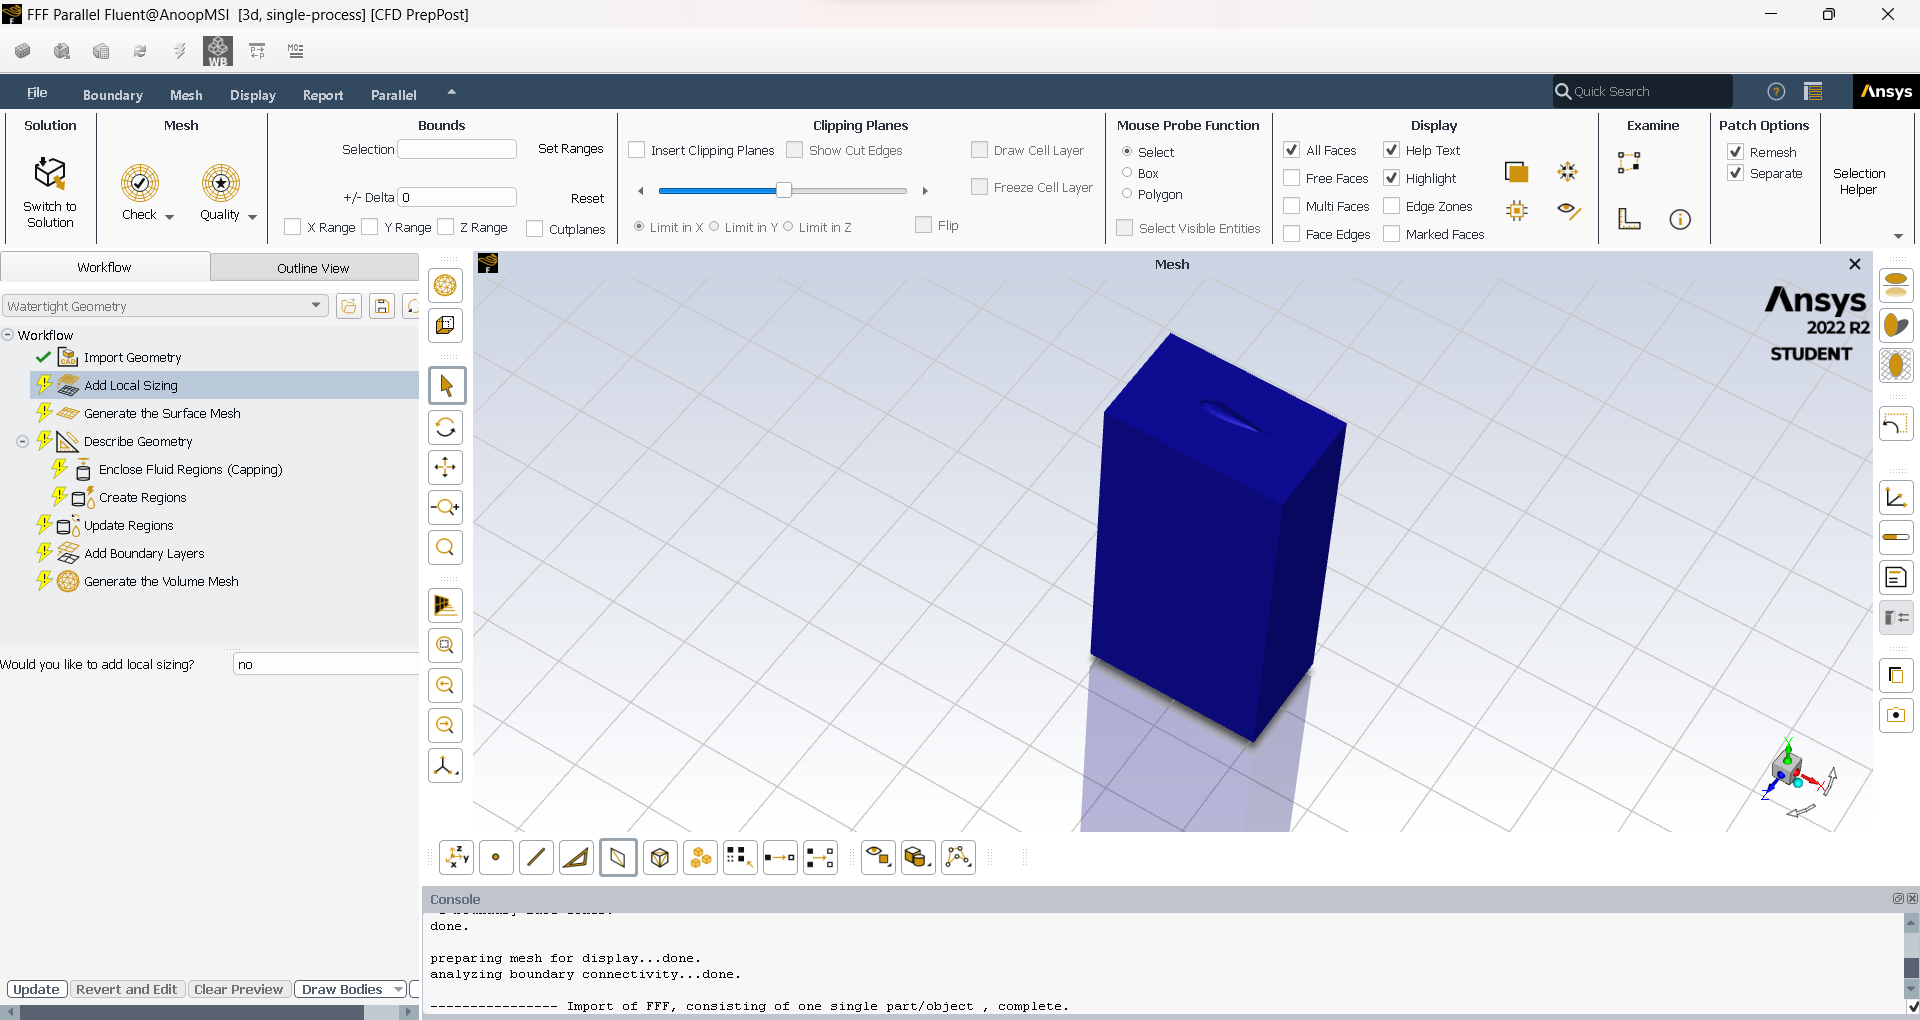 FFF Parallel Fluent@AnoopMSI [3d, single-process] [CFD PrepPost]
WB
File Boundary Mesh Display Report Parallel Quick Search Ansys
Solution Mesh Bounds Clipping Planes Mouse Probe Function Display Examine Patch Options
Selection Set Ranges Insert Clipping Planes Show Cut Edges Draw Cell Layer Select All Faces Help Text Remesh
Switch to Solution Check Quality +/- Delta 0 Reset Freeze Cell Layer Box Polygon Free Faces Highlight Separate Selection Helper
Multi Faces Edge Zones
X Range Y Range Z Range Cutplanes Limit in X Limit in Y Limit in Z Flip Select Visible Entities Face Edges Marked Faces
Workflow Outline View
Mesh
Watertight Geometry
Ansys
2022 R2
STUDENT
Workflow
Import Geometry
Add Local Sizing
Generate the Surface Mesh
Describe Geometry
Enclose Fluid Regions (Capping)
Create Regions
Update Regions
Add Boundary Layers
Generate the Volume Mesh
Would you like to add local sizing? no
Y
X
Z
Console
done.
preparing mesh for display...done.
analyzing boundary connectivity...done.
---------------- Import of FFF, consisting of one single part/object , complete.
Update Revert and Edit Clear Preview Draw Bodies